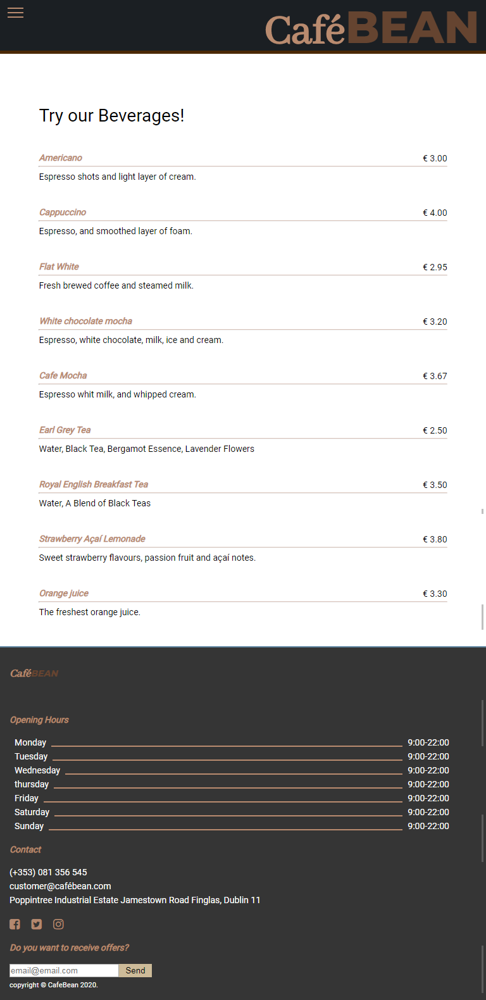 CaféBEAN
Try our Beverages!
Americano € 3.00
Espresso shots and light layer of cream.
Cappuccino € 4.00
Espresso, and smoothed layer of foam.
Flat White € 2.95
Fresh brewed coffee and steamed milk.
White chocolate mocha € 3.20
Espresso, white chocolate, milk, ice and cream.
Cafe Mocha € 3.67
Espresso whit milk, and whipped cream.
Earl Grey Tea € 2.50
Water, Black Tea, Bergamot Essence, Lavender Flowers
Royal English Breakfast Tea € 3.50
Water, A Blend of Black Teas
Strawberry Açaí Lemonade € 3.80
Sweet strawberry flavours, passion fruit and açaí notes.
Orange juice € 3.30
The freshest orange juice.
CaféBEAN
Opening Hours
Monday 9:00-22:00
Tuesday 9:00-22:00
Wednesday 9:00-22:00
thursday 9:00-22:00
Friday 9:00-22:00
Saturday 9:00-22:00
Sunday 9:00-22:00
Contact
(+353) 081 356 545
customer@cafébean.com
Poppintree Industrial Estate Jamestown Road Finglas, Dublin 11
Do you want to receive offers?
email@email.com Send
copyright © CafeBean 2020.